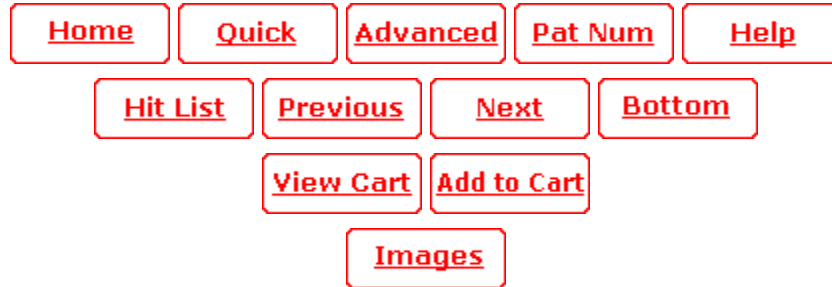 Home Quick Advanced Pat Num Help
Hit List Previous Next Bottom
View Cart Add to Cart
Images